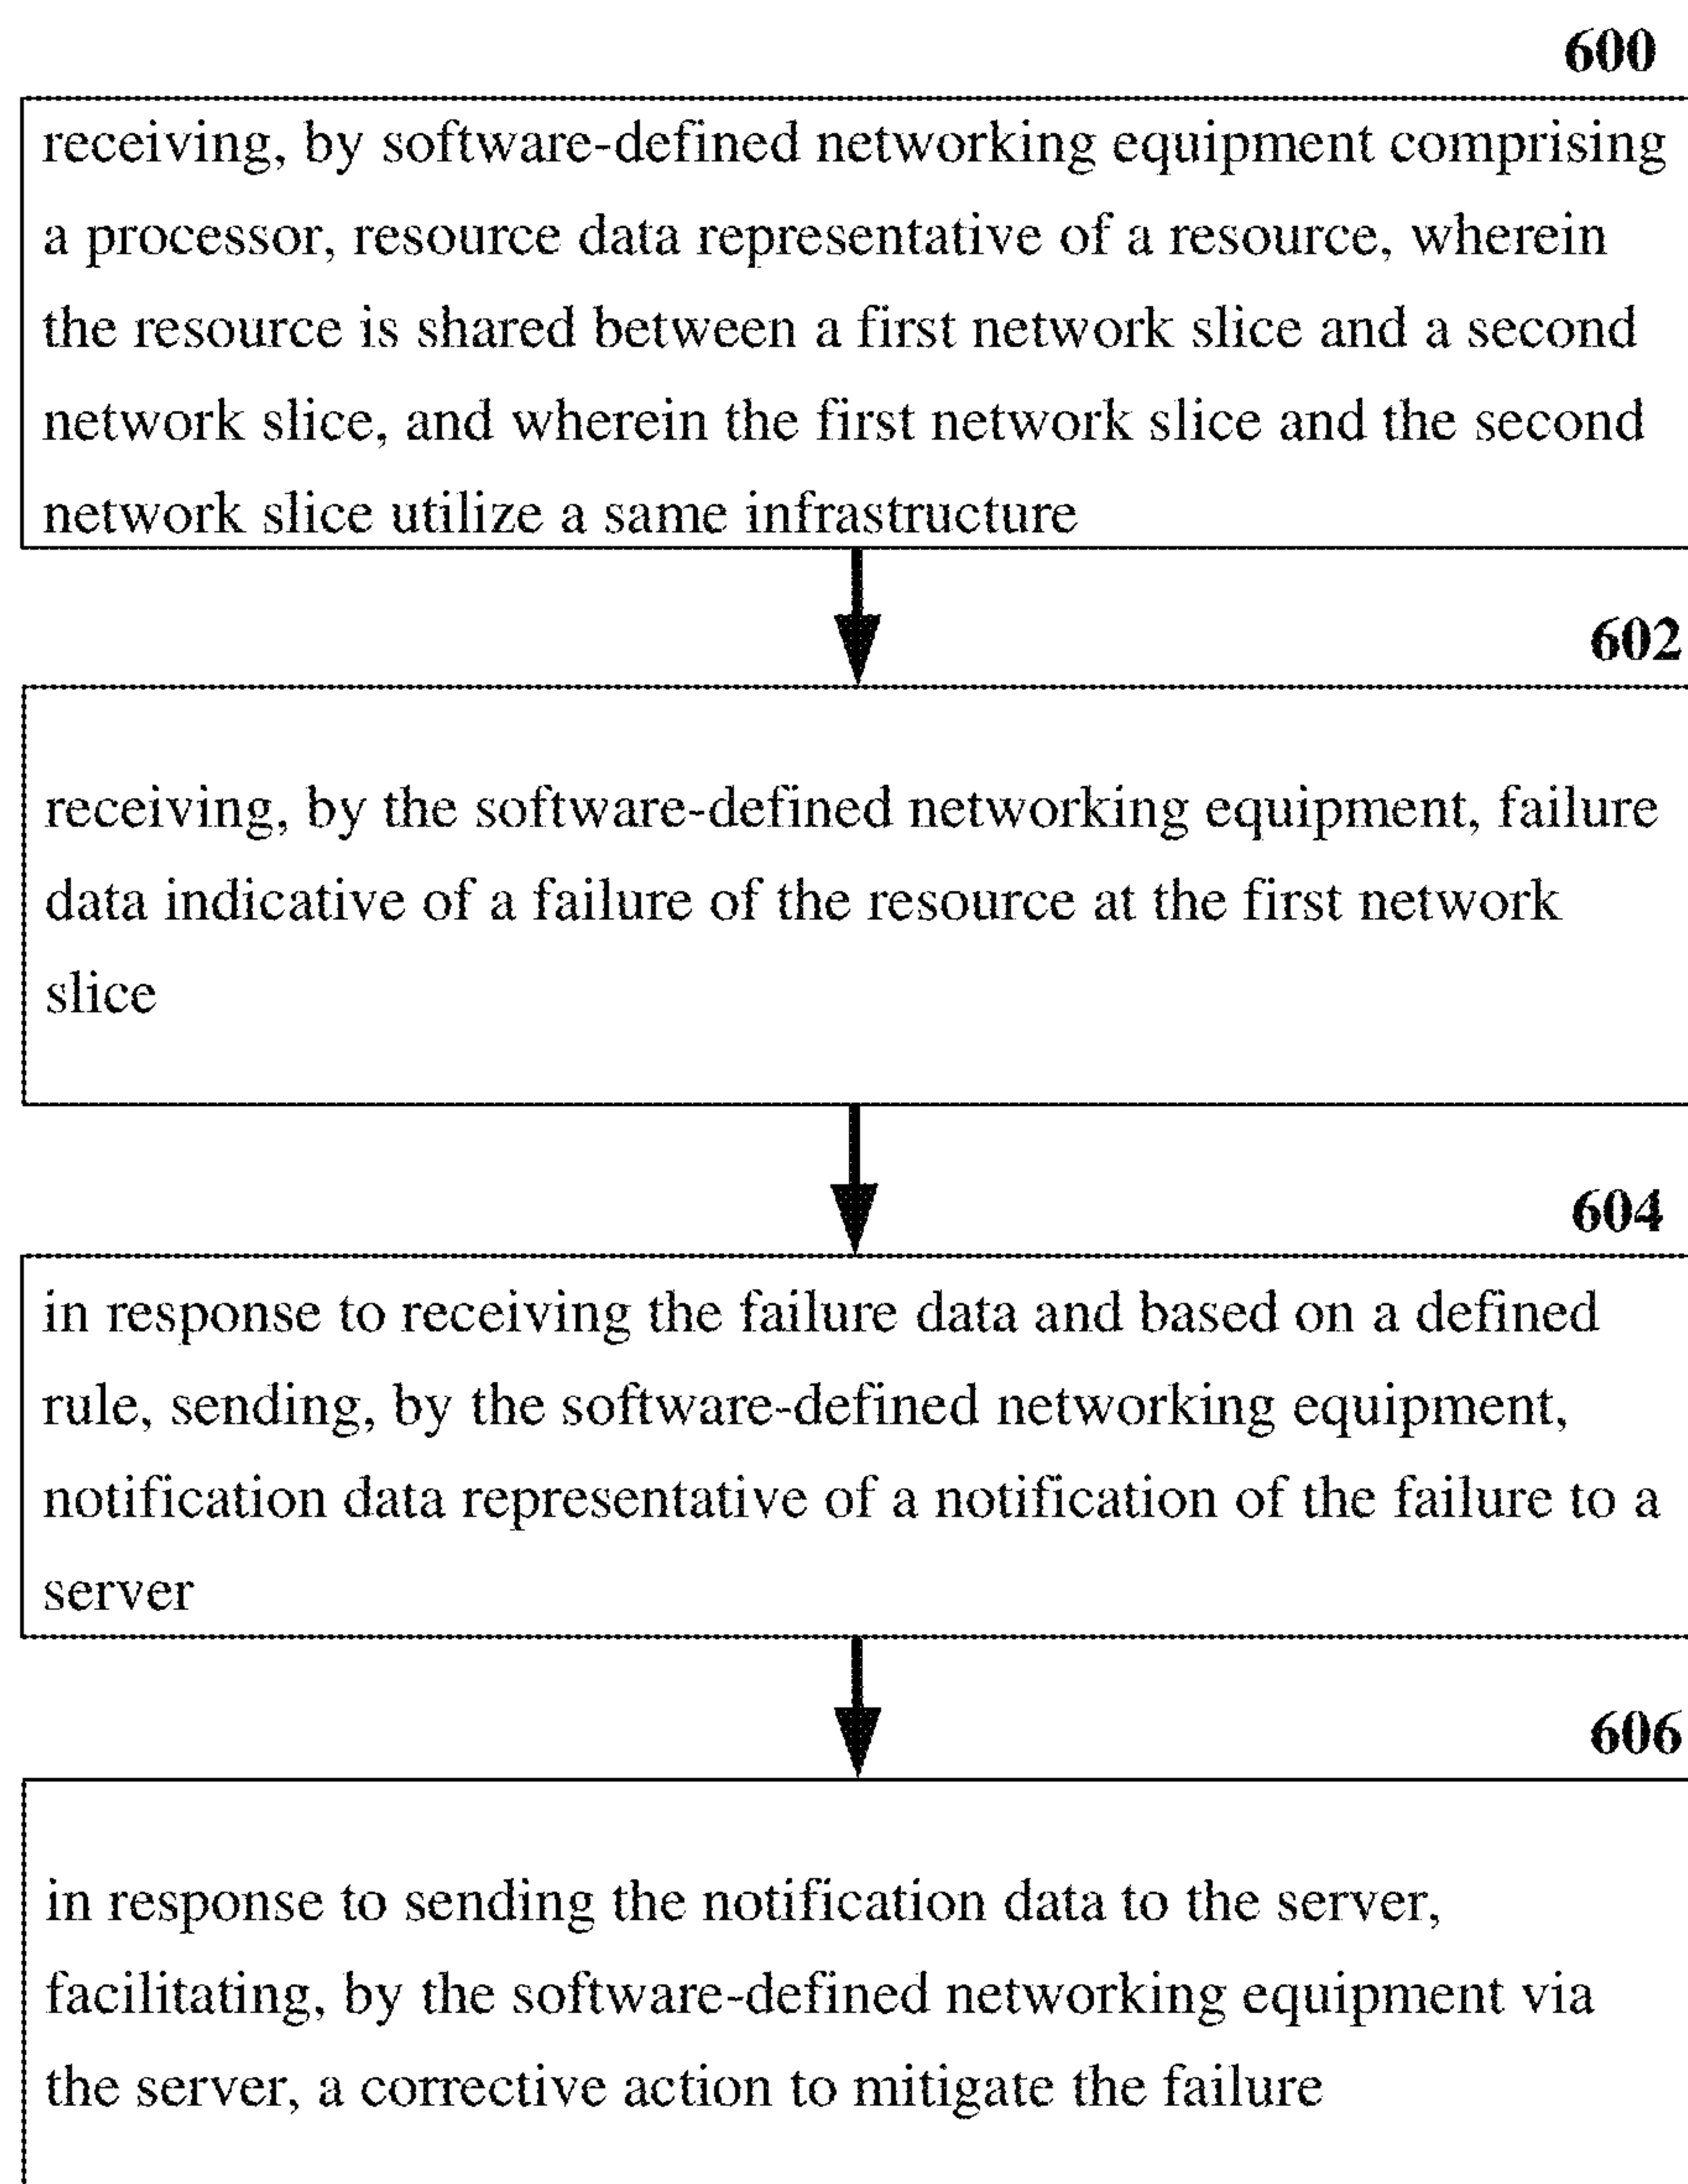 600
receiving, by software-defined networking equipment comprising
a processor, resource data representative of a resource, wherein
the resource is shared between a first network slice and a second
network slice, and wherein the first network slice and the second
network slice utilize a same infrastructure
602
receiving, by the software-defined networking equipment, failure
data indicative of a failure of the resource at the first network
slice
604
in response to receiving the failure data and based on a defined
rule, sending, by the software-defined networking equipment,
notification data representative of a notification of the failure to a
server
606
in response to sending the notification data to the server,
facilitating, by the software-defined networking equipment via
the server, a corrective action to mitigate the failure